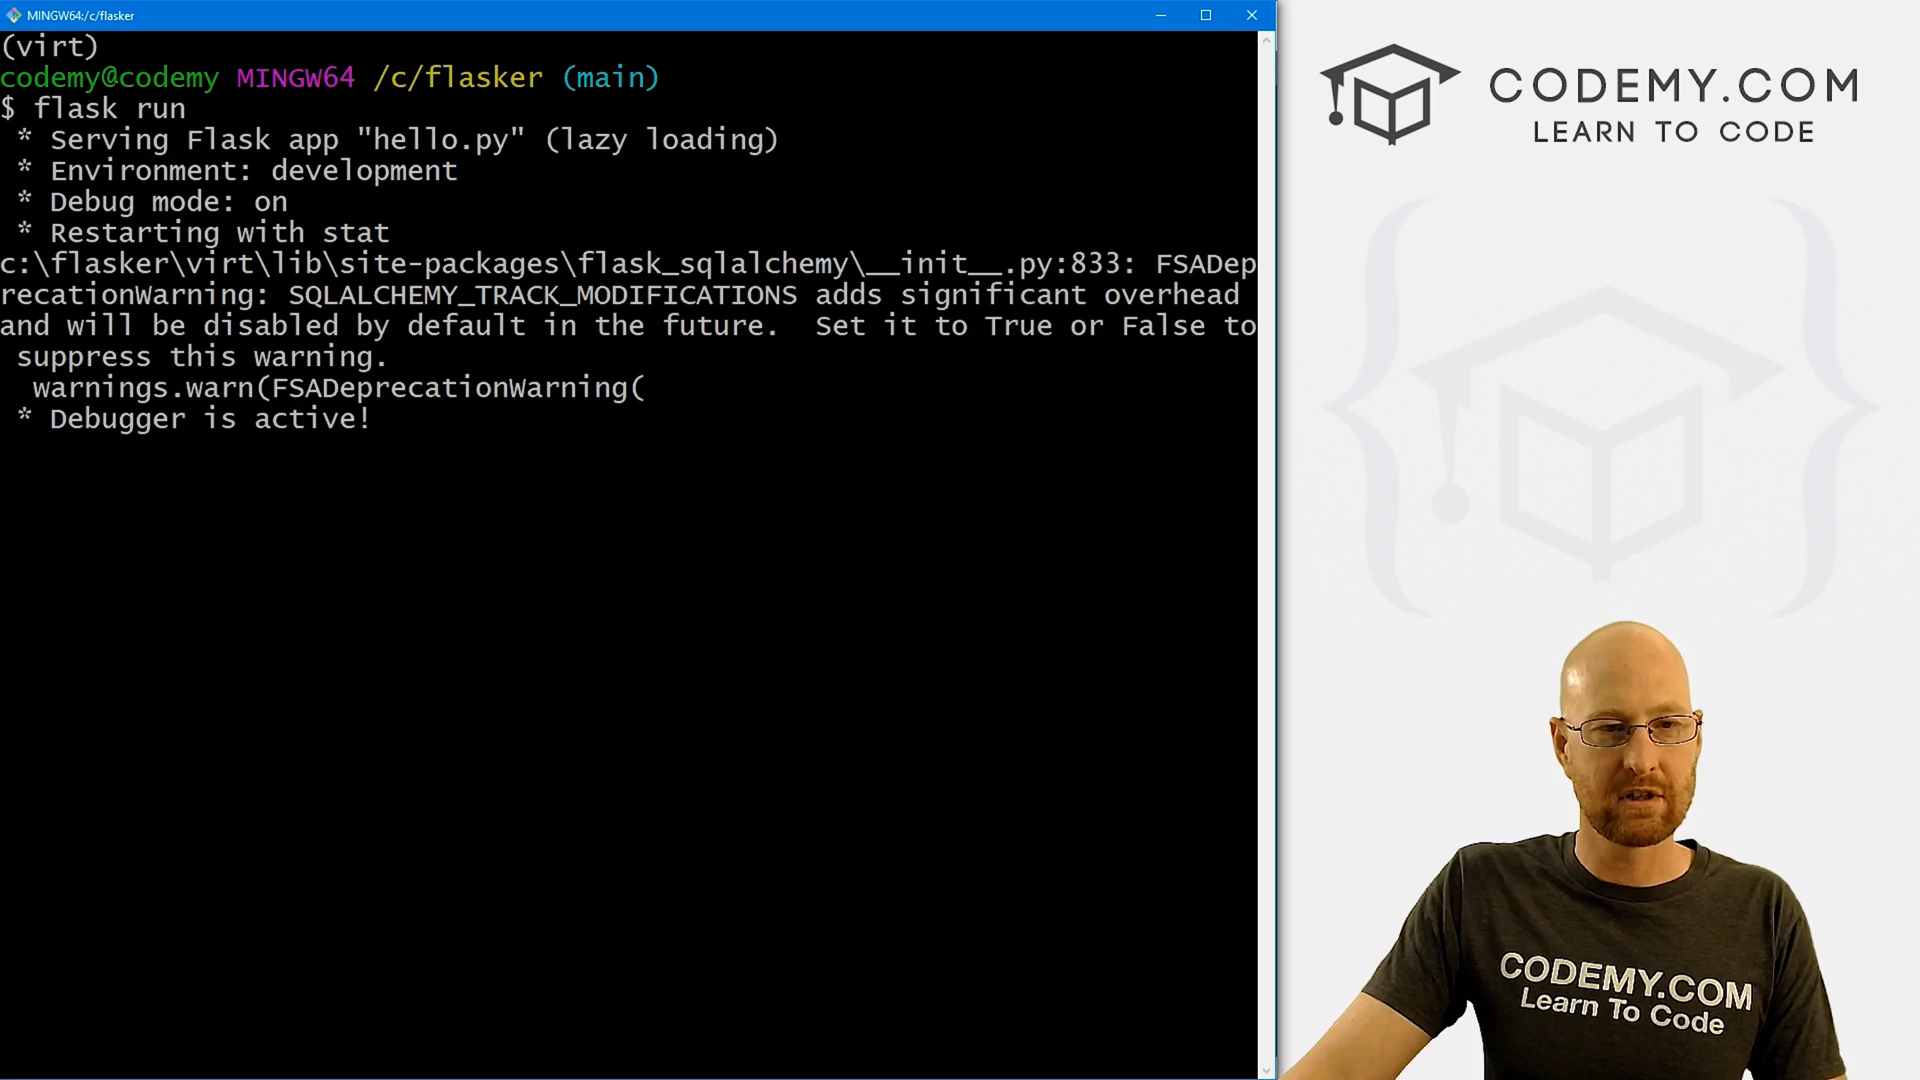 MINGW64:/c/flasker
(virt)
codemy@codemy MINGW64 /c/flasker (main)
$ flask run
* Serving Flask app "hello.py" (lazy loading)
* Environment: development
* Debug mode: on
* Restarting with stat
c:\flasker\virt\lib\site-packages\flask_sqlalchemy\__init__.py:833: FSADep
recationWarning: SQLALCHEMY_TRACK_MODIFICATIONS adds significant overhead
and will be disabled by default in the future.  Set it to True or False to
suppress this warning.
warnings.warn(FSADeprecationWarning(
* Debugger is active!
CODEMY.COM
LEARN TO CODE
CODEMY.COM
Learn To Code